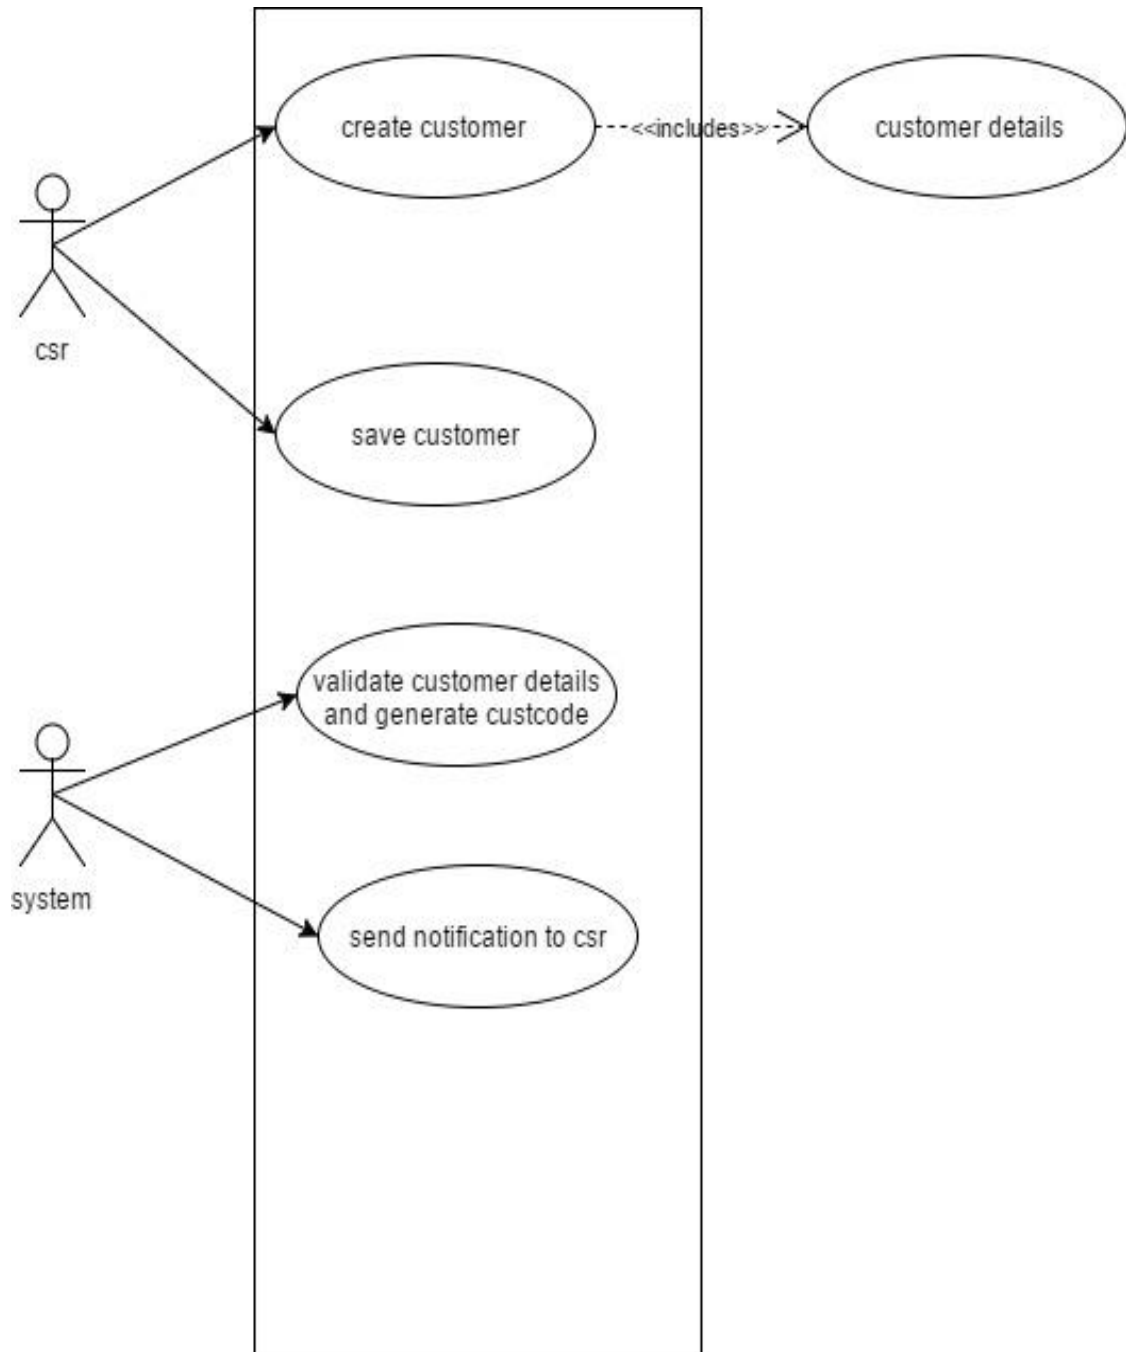 create customer
<<includes>>
customer details
csr
save customer
validate customer details
and generate custcode
system
send notification to csr